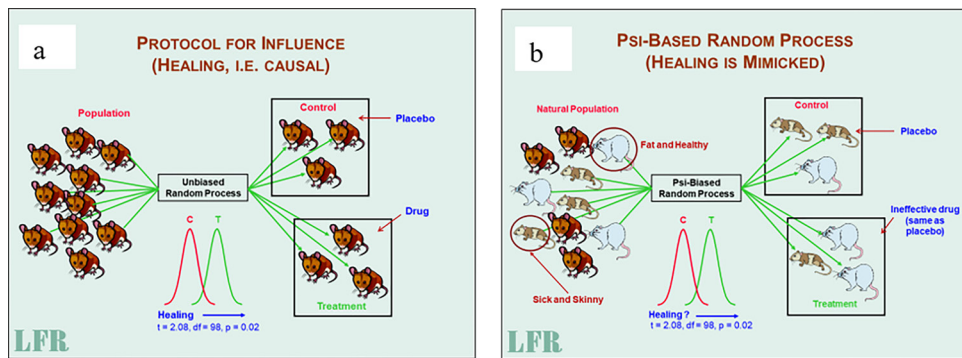 a
PROTOCOL FOR INFLUENCE
(HEALING, I.E. CAUSAL)
Population
Control
Placebo
Unbiased
Random Process
Drug
C T
Treatment
Healing
t = 2.08, df = 98, p = 0.02
LFR
b
PSI-BASED RANDOM PROCESS
(HEALING IS MIMICKED)
Natural Population
Fat and Healthy
Control
Placebo
Psi-Biased
Random Process
Ineffective drug
(same as
placebo)
C T
Sick and Skinny
Treatment
Healing ?
t = 2.08, df = 98, p = 0.02
LFR